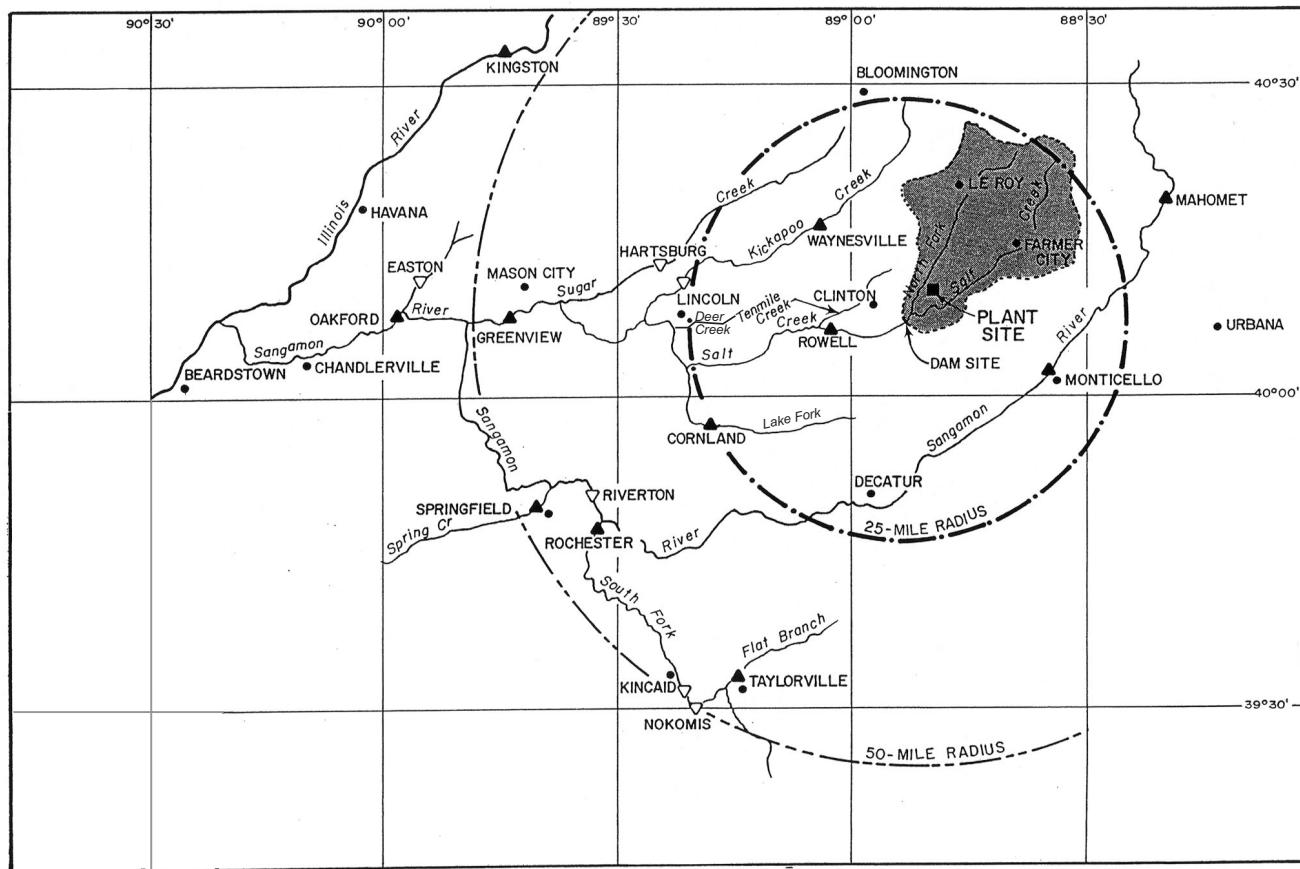 90°30'
90°00'
89°30'
89°00'
88°30'
KINGSTON
BLOOMINGTON
40°30'
Illinois
River
HAVANA
Creek
Kickapoo
Creek
LE ROY
Creek
MAHOMET
WAYNESVILLE
HARTSBURG
North Fork
FARMER
CITY
EASTON
MASON CITY
Sugar
LINCOLN
CLINTON
Salt
PLANT
SITE
OAKFORD
River
GREENVIEW
Deer
Creek
Tenmile
Creek
Creek
ROWELL
River
URBANA
Sangamon
Salt
DAM SITE
BEARDSTOWN
CHANDLERVILLE
MONTICELLO
40°00'
Sangamon
CORNLAND
Lake Fork
Sangamon
DECATUR
RIVERTON
SPRINGFIELD
Spring Cr
ROCHESTER
River
25-MILE RADIUS
South
Fork
Flat Branch
KINCAID
TAYLORVILLE
NOKOMIS
39°30'
50-MILE RADIUS